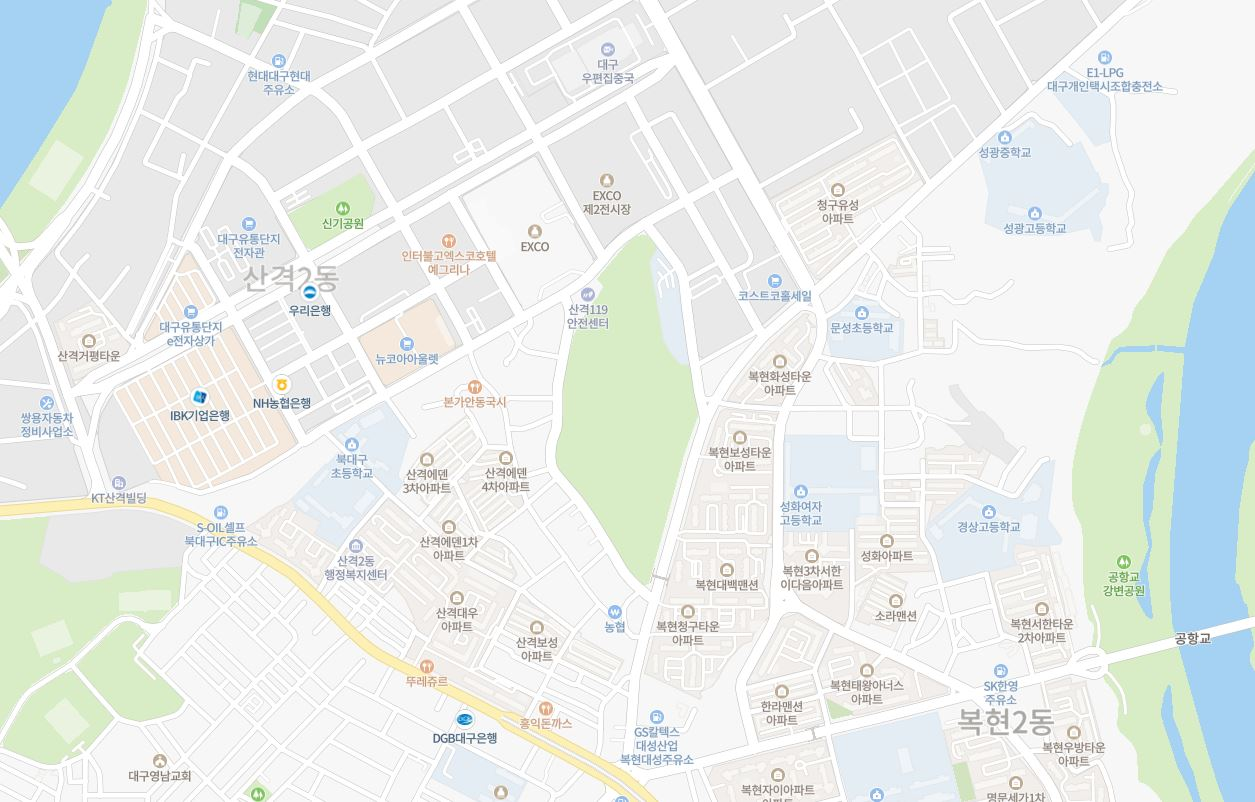 대구
우편집중국
현대대구현대
주유소
E1-LPG
대구개인택시조합충전소
성광중학교
EXCO
제2전시장
청구유성
아파트
신기공원
성광고등학교
대구유통단지
전자관
EXCO
인터불고엑스코호텔
예그리나
산격2동
우리은행
코스트코홀세일
산격119
안전센터
대구유통단지
e전자상가
문성초등학교
산격거평타운
뉴코아아울렛
복현화성타운
아파트
NH농협은행
본가안동국시
IBK기업은행
쌍용자동차
정비사업소
복현보성타운
아파트
북대구
초등학교
산격에덴
3차아파트
산격에덴
4차아파트
KT산격빌딩
성화여자
고등학교
S-OIL셀프
북대구IC주유소
경상고등학교
산격에덴1차
아파트
성화아파트
산격2동
행정복지센터
복현대백맨션
복현3차서한
이다음아파트
공항교
강변공원
산격대우
아파트
농협
복현청구타운
아파트
소라맨션
복현서한타운
2차아파트
산격보성
아파트
공항교
뚜레쥬르
복현태왕아너스
아파트
SK한영
주유소
한라맨션
아파트
홍익돈까스
복현2동
DGB대구은행
GS칼텍스
대성산업
복현대성주유소
복현우방타운
아파트
대구영남교회
복현자이아파트
명문세가1차